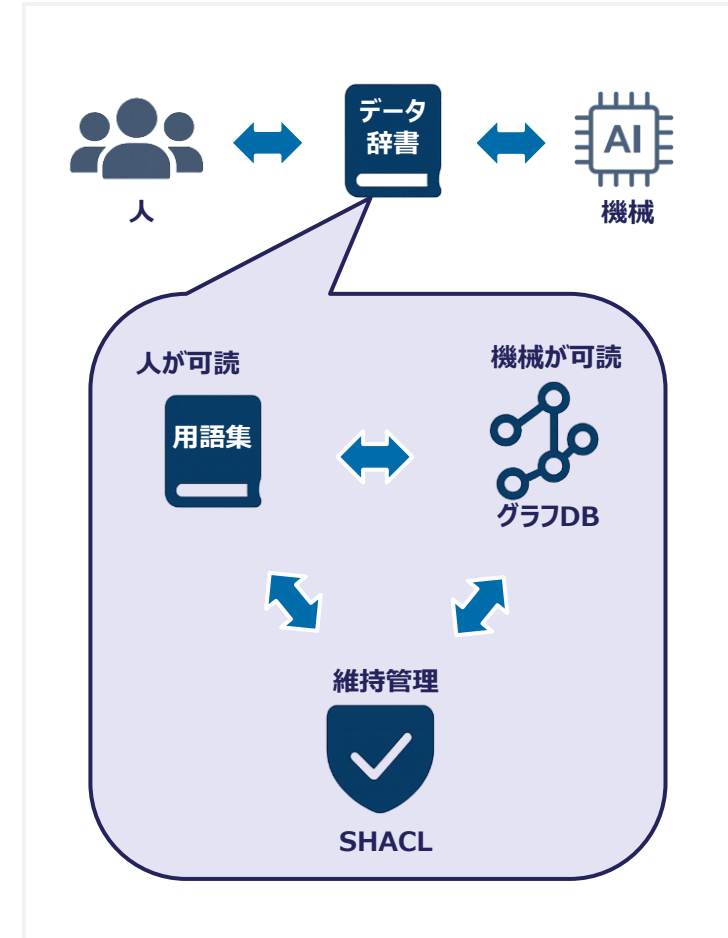 データ
辞書
AI
人
機械
人が可読
機械が可読
用語集
グラフDB
維持管理
SHACL